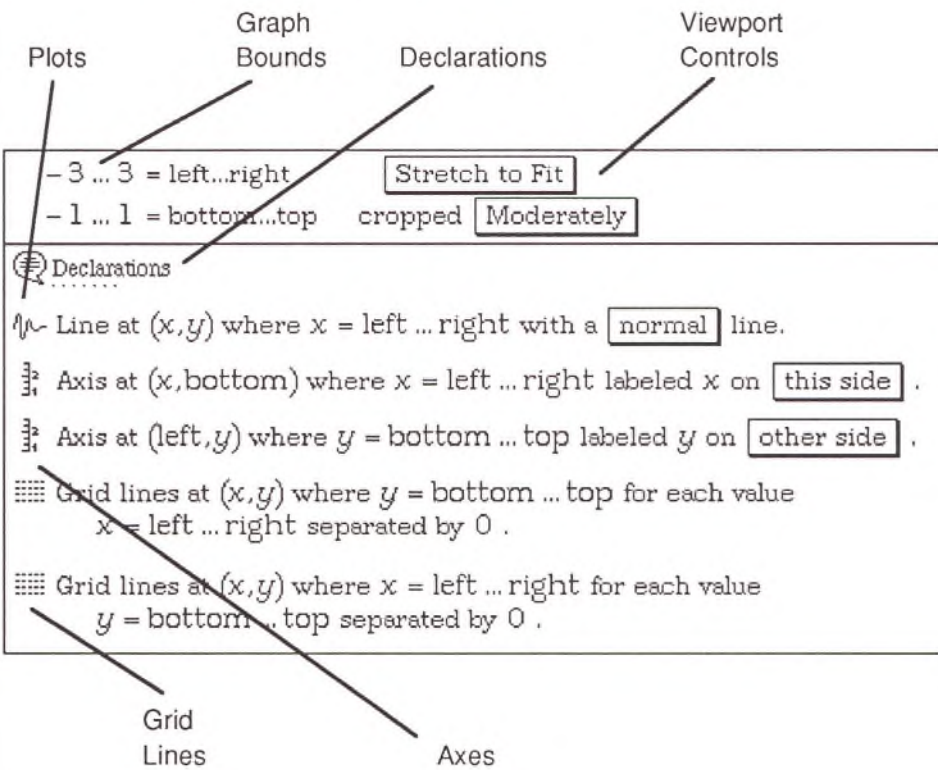 Graph
Viewport
Plots
Bounds
Declarations
Controls
– 3 ... 3 = left...right
Stretch to Fit
– 1 ... 1 = bottom...top
cropped
Moderately
Declarations
Line at (x,y) where x = left ... right with a normal line.
Axis at (x,bottom) where x = left ... right labeled x on this side .
Axis at (left,y) where y = bottom ... top labeled y on other side .
Grid lines at (x,y) where y = bottom ... top for each value
x = left ... right separated by 0 .
Grid lines at (x,y) where x = left ... right for each value
y = bottom ... top separated by 0 .
Grid
Lines
Axes